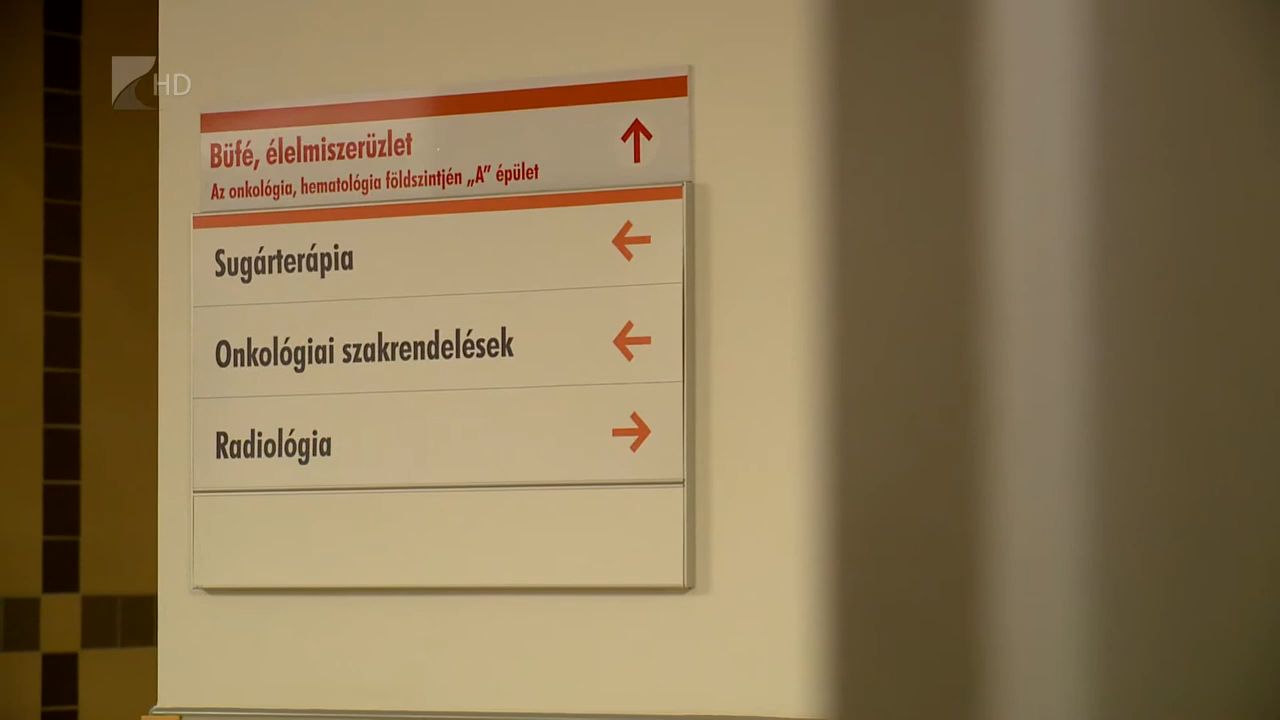 HD
Büfé, élelmiszerüzlet
Az onkológia, hematológia földszintjén „A” épület
Sugárterápia
Onkológiai szakrendelések
Radiológia